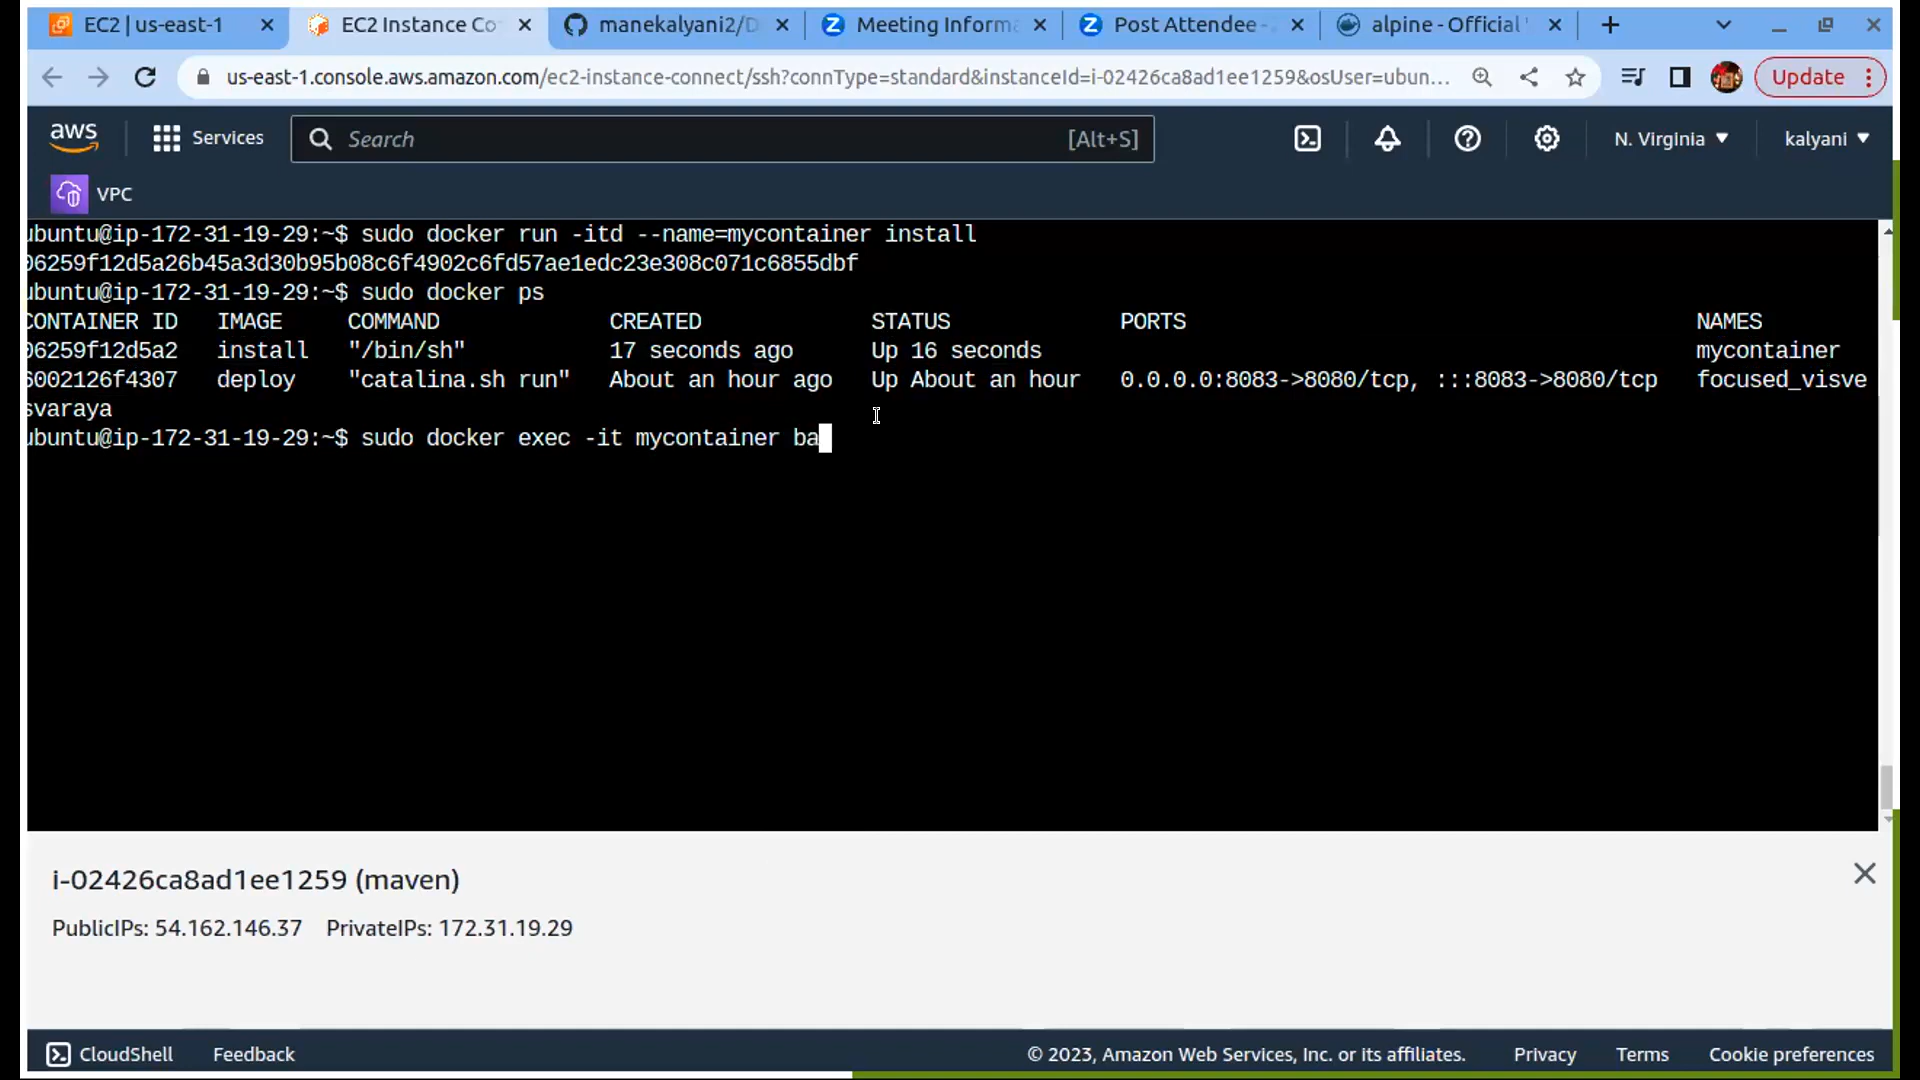 EC2 | us-east-1
EC2 Instance Co
manekalyani2/D
Meeting Inform
Post Attendee -
alpine - Official
us-east-1.console.aws.amazon.com/ec2-instance-connect/ssh?connType=standard&instanceId=i-02426ca8ad1ee1259&osUser=ubun...
Update
aws
Services
Search
[Alt+S]
N. Virginia
kalyani
VPC
ubuntu@ip-172-31-19-29:~$ sudo docker run -itd --name=mycontainer install
06259f12d5a26b45a3d30b95b08c6f4902c6fd57ae1edc23e308c071c6855dbf
ubuntu@ip-172-31-19-29:~$ sudo docker ps
CONTAINER ID IMAGE COMMAND CREATED STATUS PORTS NAMES
06259f12d5a2 install "/bin/sh" 17 seconds ago Up 16 seconds mycontainer
6002126f4307 deploy "catalina.sh run" About an hour ago Up About an hour 0.0.0.0:8083->8080/tcp, :::8083->8080/tcp focused_visve
svaraya
ubuntu@ip-172-31-19-29:~$ sudo docker exec -it mycontainer ba
i-02426ca8ad1ee1259 (maven)
PublicIPs: 54.162.146.37 PrivateIPs: 172.31.19.29
CloudShell
Feedback
© 2023, Amazon Web Services, Inc. or its affiliates.
Privacy
Terms
Cookie preferences